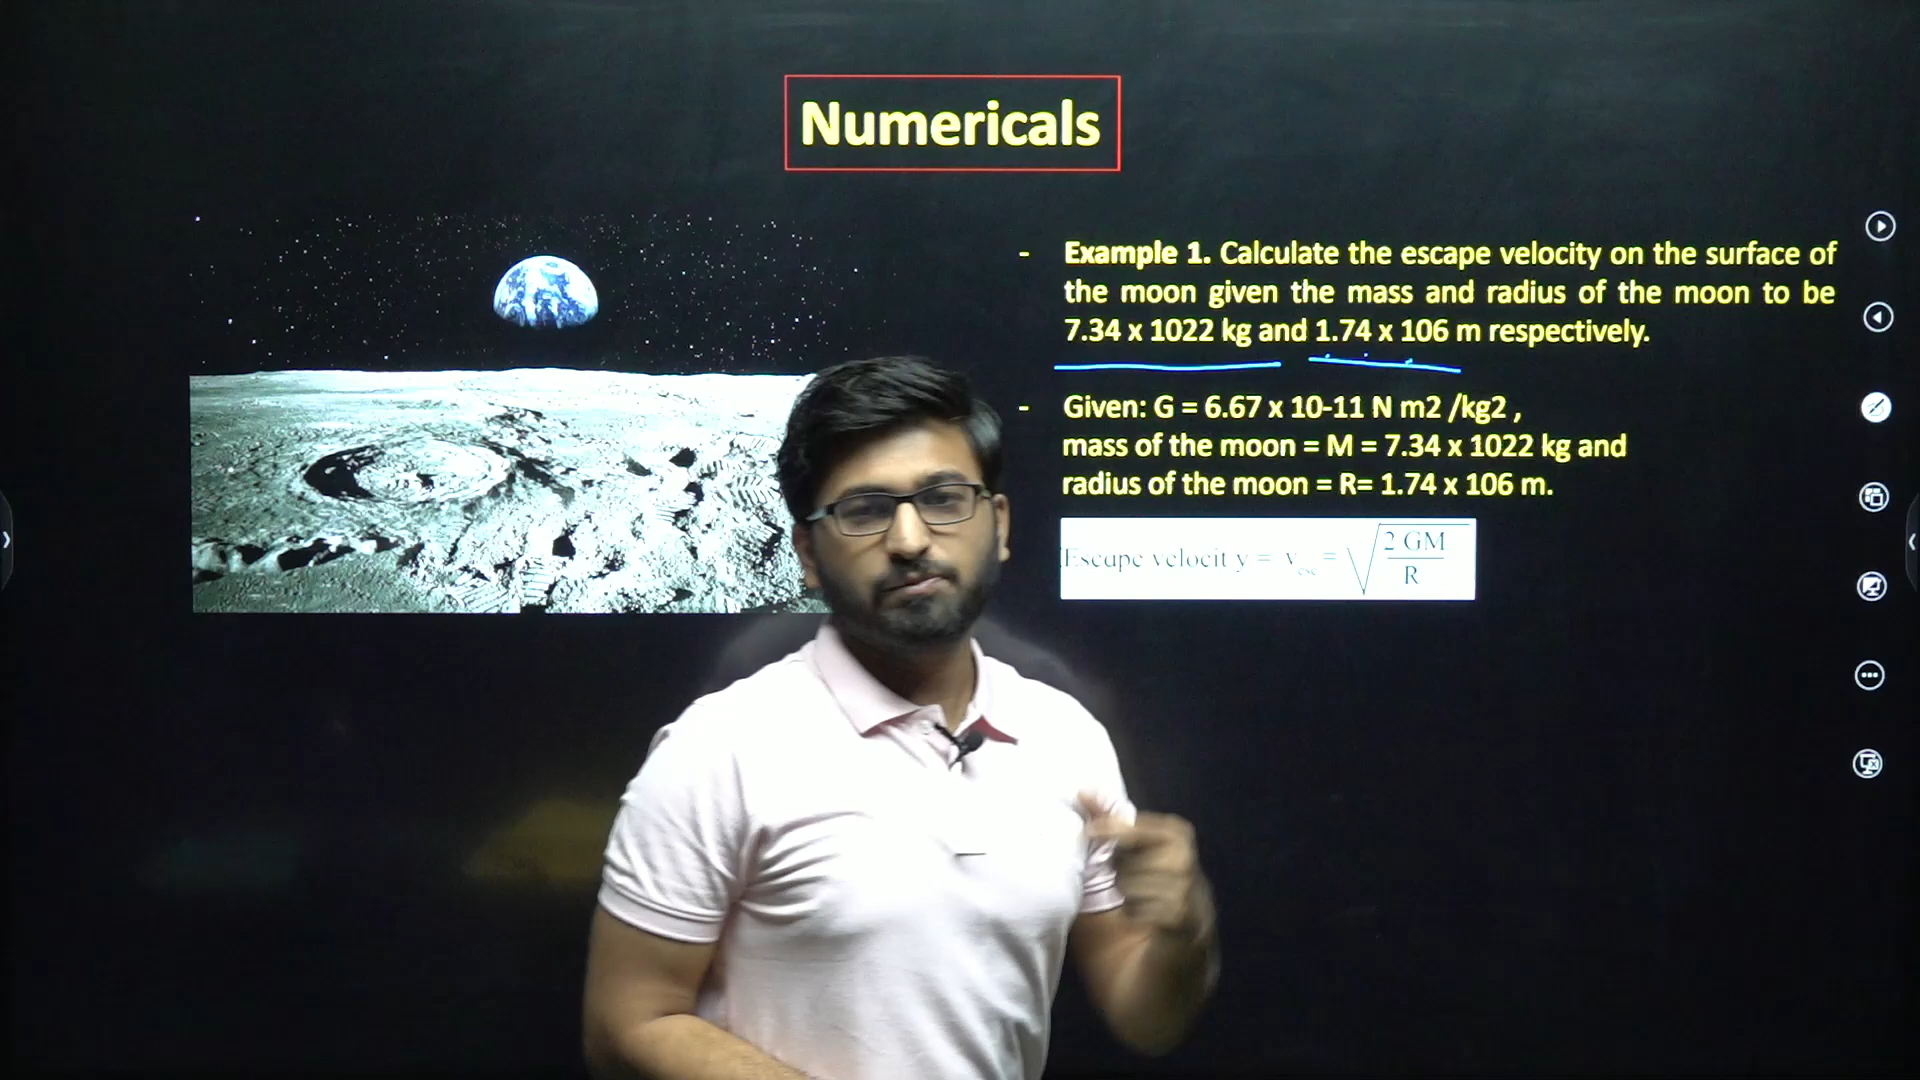 Numericals
- Example 1. Calculate the escape velocity on the surface of
the moon given the mass and radius of the moon to be
7.34 x 1022 kg and 1.74 x 106 m respectively.
- Given: G = 6.67 x 10-11 N m2 /kg2 ,
mass of the moon = M = 7.34 x 1022 kg and
radius of the moon = R= 1.74 x 106 m.
Escape velocit y = v esc = √ 2 GM / R